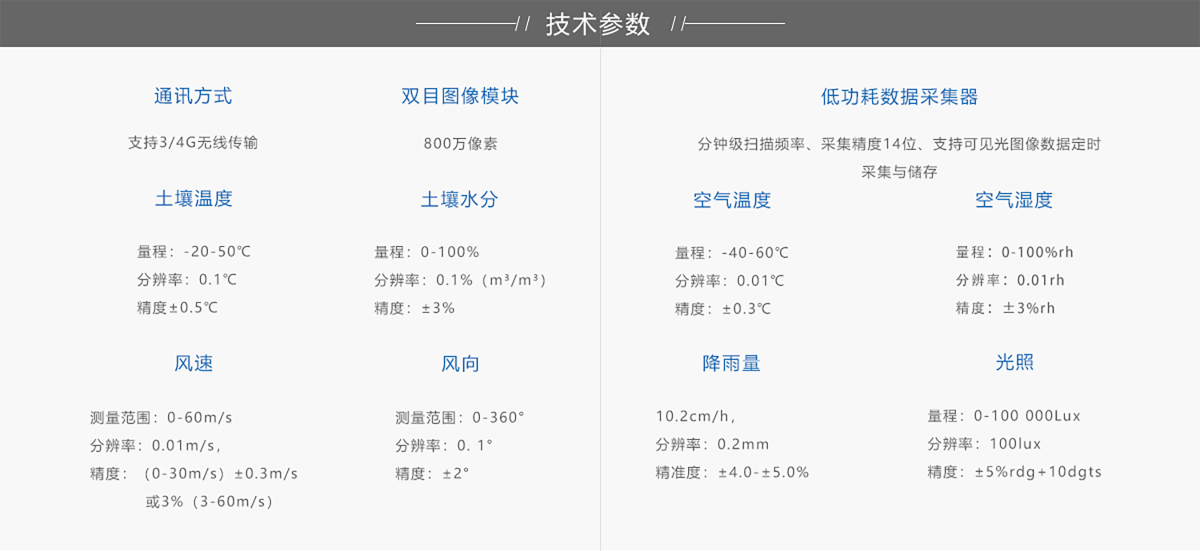 技术参数
通讯方式
支持3/4G无线传输
双目图像模块
800万像素
低功耗数据采集器
分钟级扫描频率、采集精度14位、支持可见光图像数据定时
采集与储存
土壤温度
量程：-20-50℃
分辨率：0.1℃
精度±0.5℃
土壤水分
量程：0-100%
分辨率：0.1%（m³/m³）
精度：±3%
空气温度
量程：-40-60℃
分辨率：0.01℃
精度：±0.3℃
空气湿度
量程：0-100%rh
分辨率：0.01rh
精度：±3%rh
风速
测量范围：0-60m/s
分辨率：0.01m/s，
精度：（0-30m/s）±0.3m/s
或3%（3-60m/s）
风向
测量范围：0-360°
分辨率：0. 1°
精度：±2°
降雨量
10.2cm/h，
分辨率：0.2mm
精准度：±4.0-±5.0%
光照
量程：0-100 000Lux
分辨率：100lux
精度：±5%rdg+10dgts